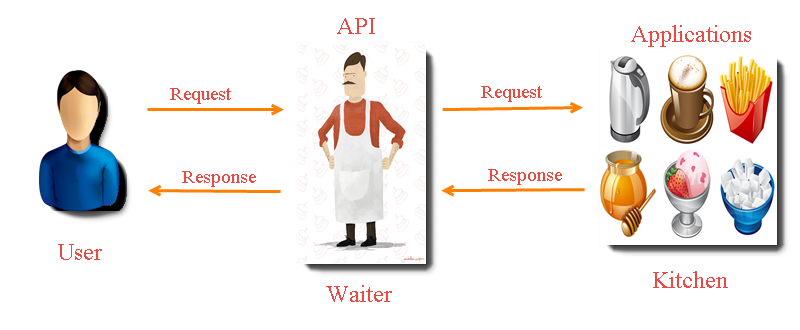 API
Applications
Request
Request
Response
Response
User
Waiter
Kitchen